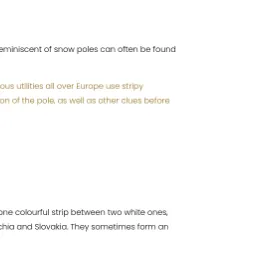 eminiscent of snow poles can often be found
ous utilities all over Europe use stripy
on of the pole, as well as other clues before
one colourful strip between two white ones,
chia and Slovakia. They sometimes form an